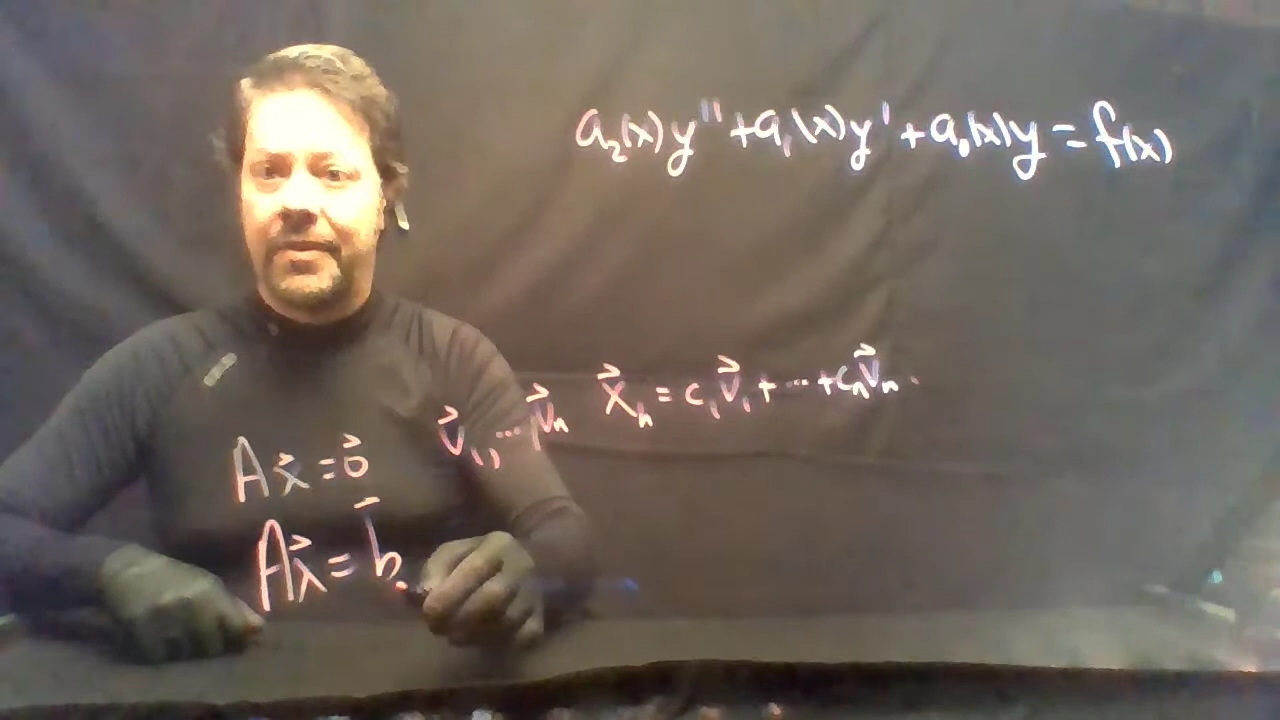 a₂(x)y'' + a₁(x)y' + a₀(x)y = f(x)
v⃗₁, ... v⃗ₙ x⃗ₕ = c₁v⃗₁ + ... + cₙv⃗ₙ.
Ax⃗ = 0⃗
Ax⃗ = b⃗.